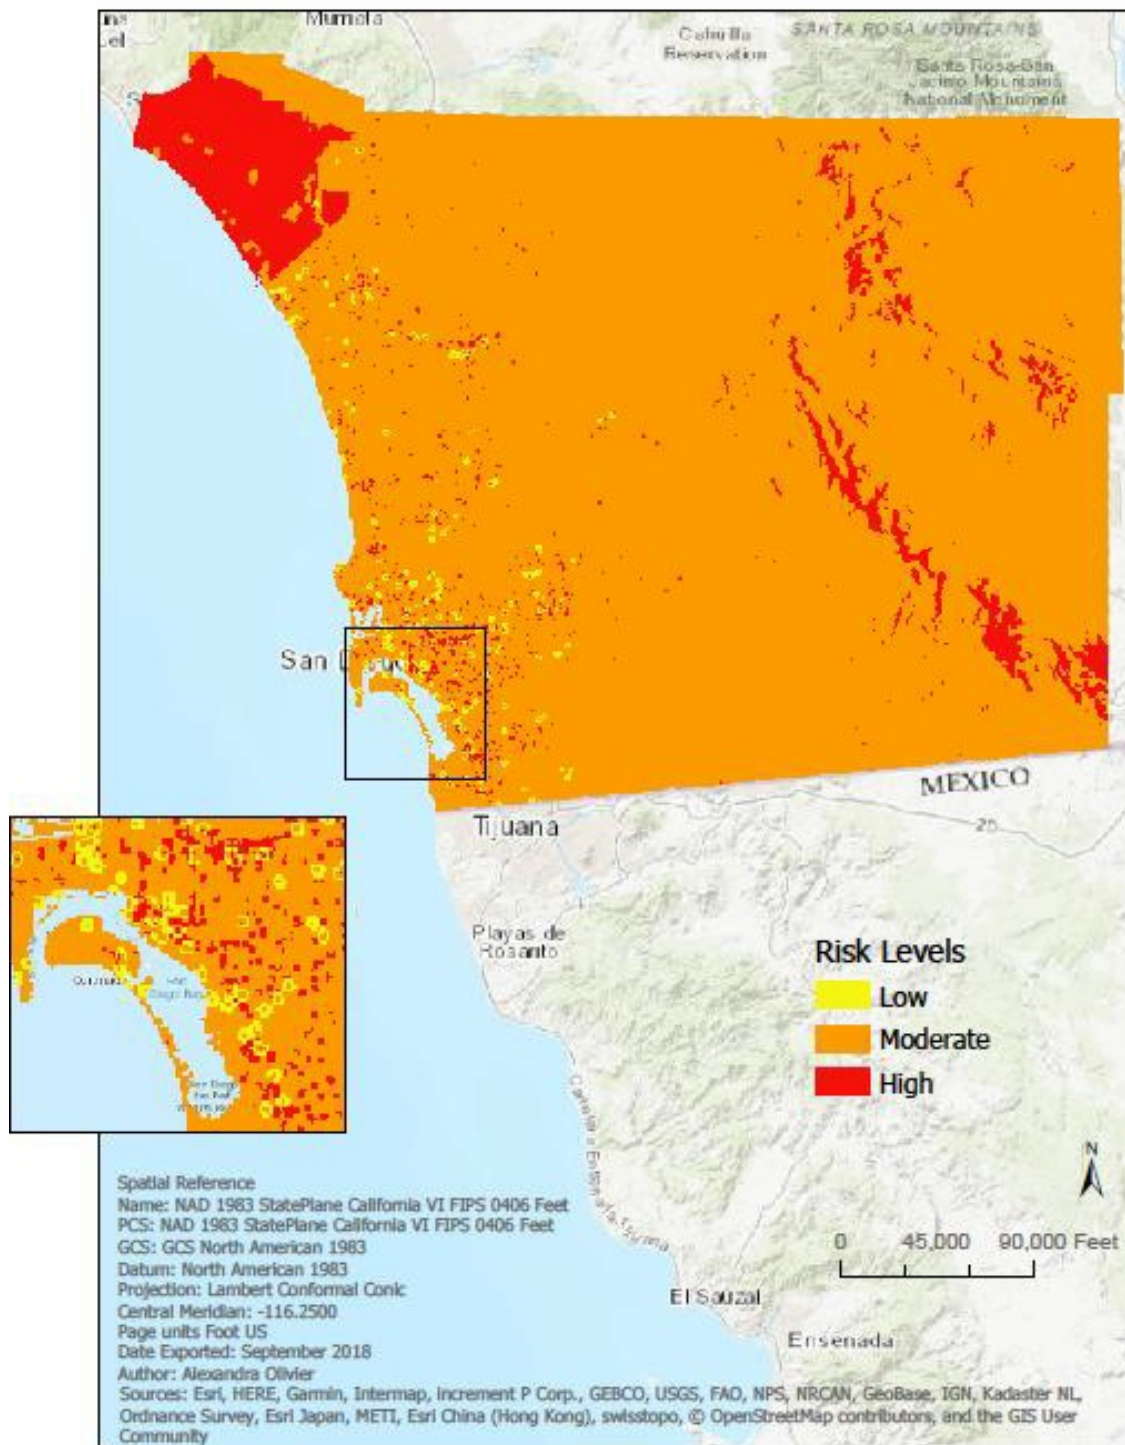 Murrieta
Cahuilla
Reservation
SANTA ROSA MOUNTAINS
Santa Rosa-San
Jacinto Mountains
National Monument
San Diego
MEXICO
Tijuana
Playas de
Rosarito
Coronado
San
Diego Bay
Risk Levels
Low
Moderate
High
N
0 45,000 90,000 Feet
El Sauzal
Ensenada
Spatial Reference
Name: NAD 1983 StatePlane California VI FIPS 0406 Feet
PCS: NAD 1983 StatePlane California VI FIPS 0406 Feet
GCS: GCS North American 1983
Datum: North American 1983
Projection: Lambert Conformal Conic
Central Meridian: -116.2500
Page units Foot US
Date Exported: September 2018
Author: Alexandra Olivier
Sources: Esri, HERE, Garmin, Intermap, increment P Corp., GEBCO, USGS, FAO, NPS, NRCAN, GeoBase, IGN, Kadaster NL,
Ordnance Survey, Esri Japan, METI, Esri China (Hong Kong), swisstopo, © OpenStreetMap contributors, and the GIS User
Community